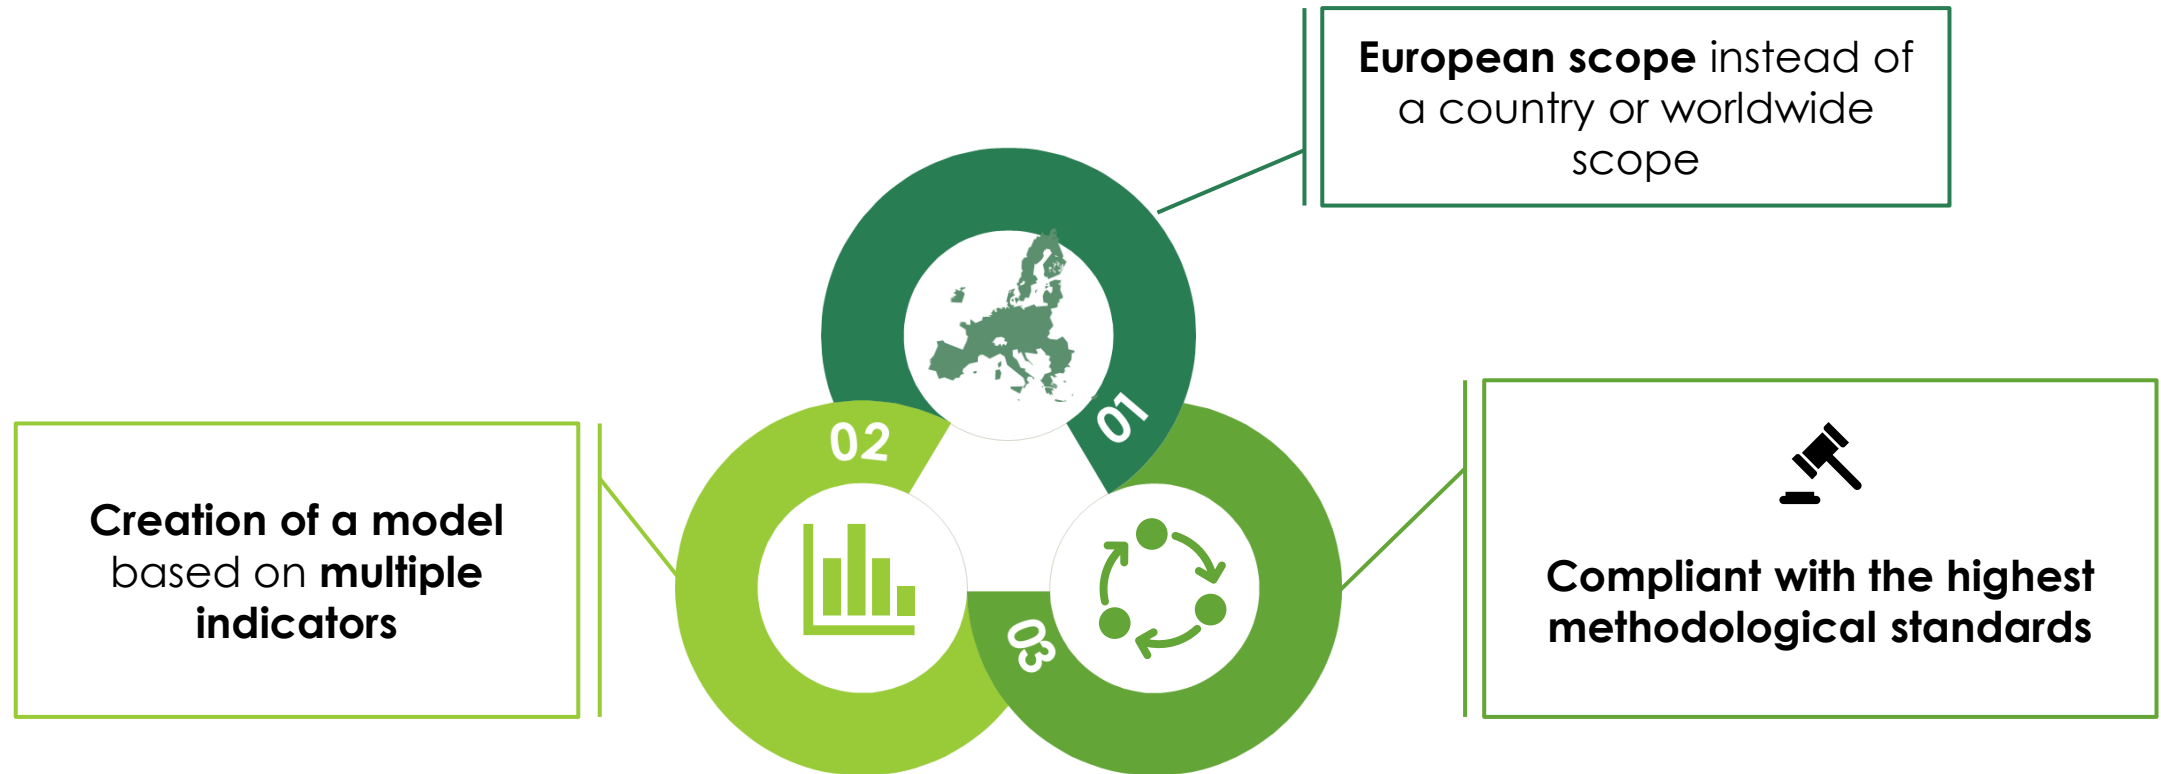 European scope instead of
a country or worldwide
scope
01
02
Creation of a model
based on multiple
indicators
03
Compliant with the highest
methodological standards